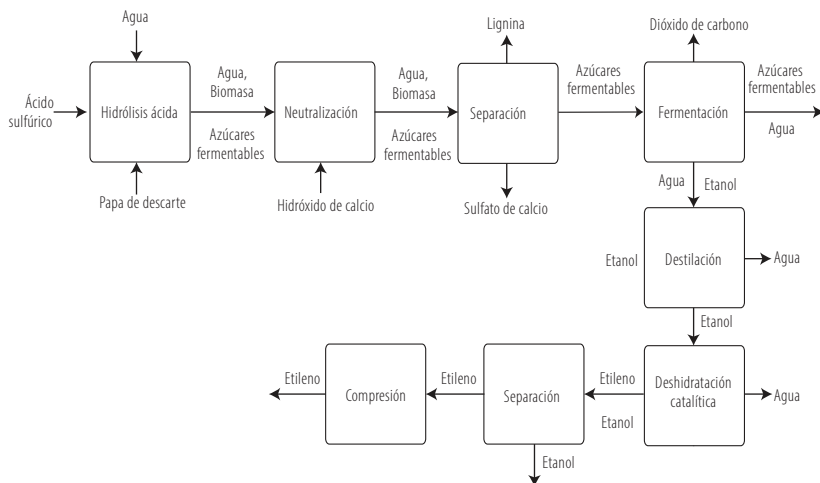 Agua
Ácido
sulfúrico
Hidrólisis ácida
Papa de descarte
Agua,
Biomasa
Azúcares
fermentables
Neutralización
Hidróxido de calcio
Agua,
Biomasa
Azúcares
fermentables
Lignina
Separación
Sulfato de calcio
Azúcares
fermentables
Dióxido de carbono
Fermentación
Azúcares
fermentables
Agua
Agua
Etanol
Etanol
Destilación
Agua
Etanol
Deshidratación
catalítica
Agua
Etileno
Etanol
Separación
Etanol
Etileno
Compresión
Etileno